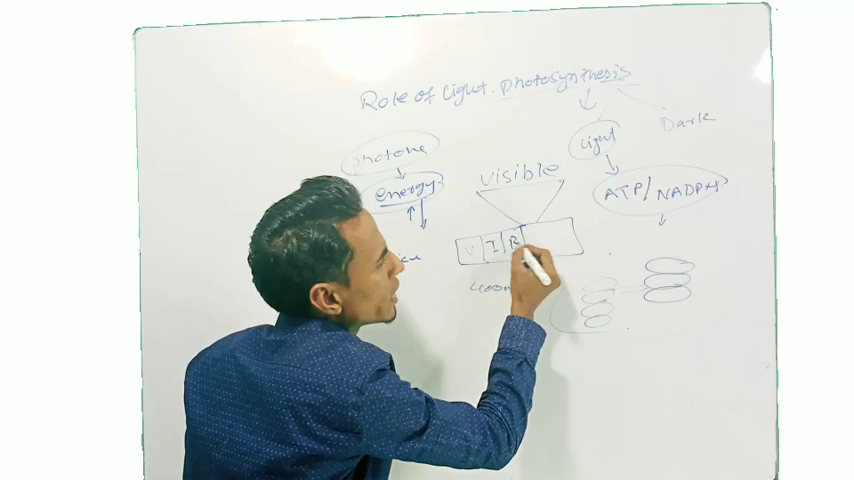 Role of Light. photosynthesis
Light
Dark
photone
energy
visible
ATP/NADPH
V I B